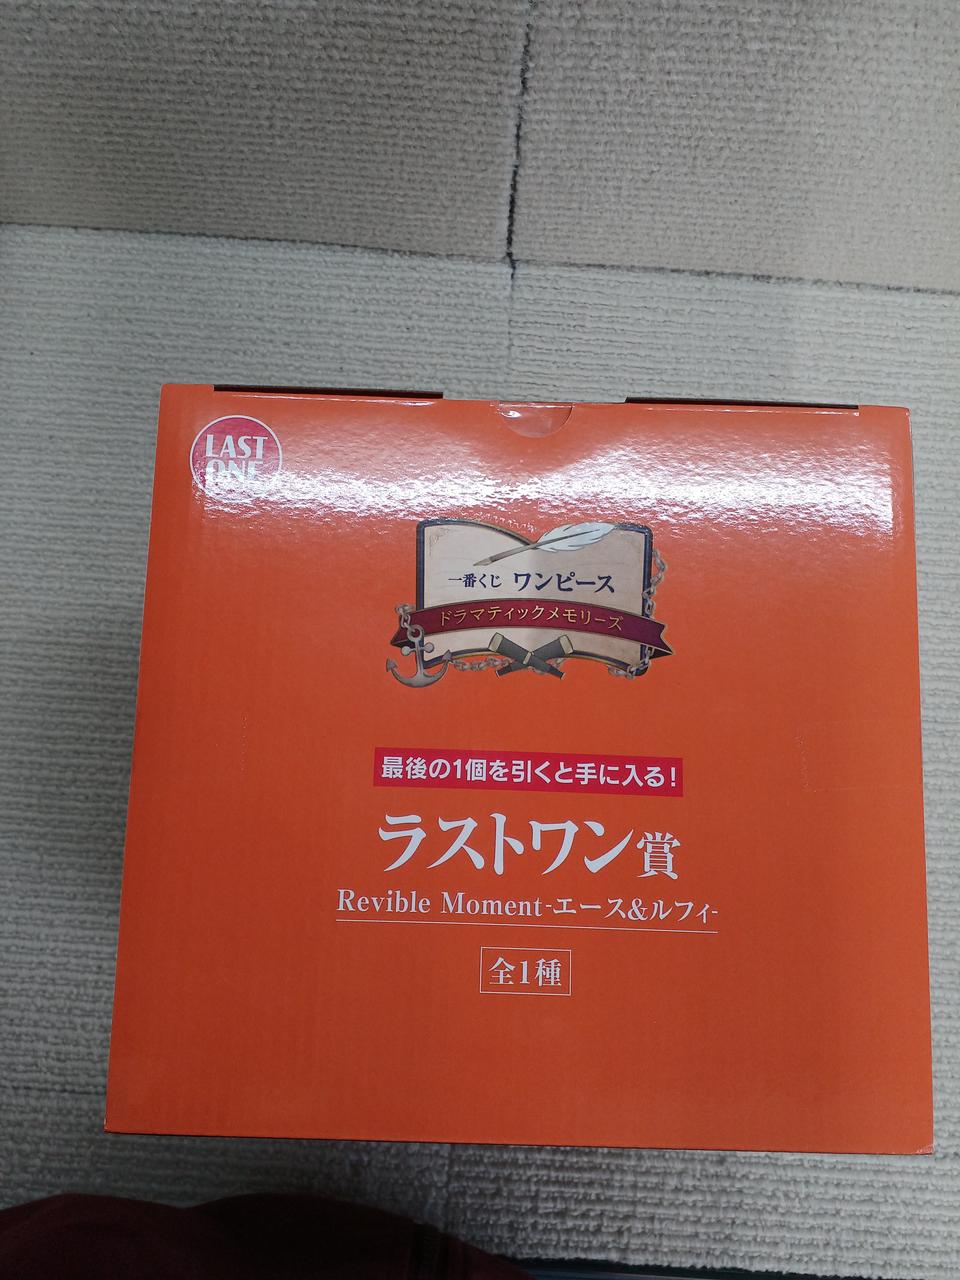 LAST
ONE
一番くじ ワンピース
ドラマティックメモリーズ
最後の1個を引くと手に入る!
ラストワン賞
Revible Moment-エース&ルフィ-
全1種